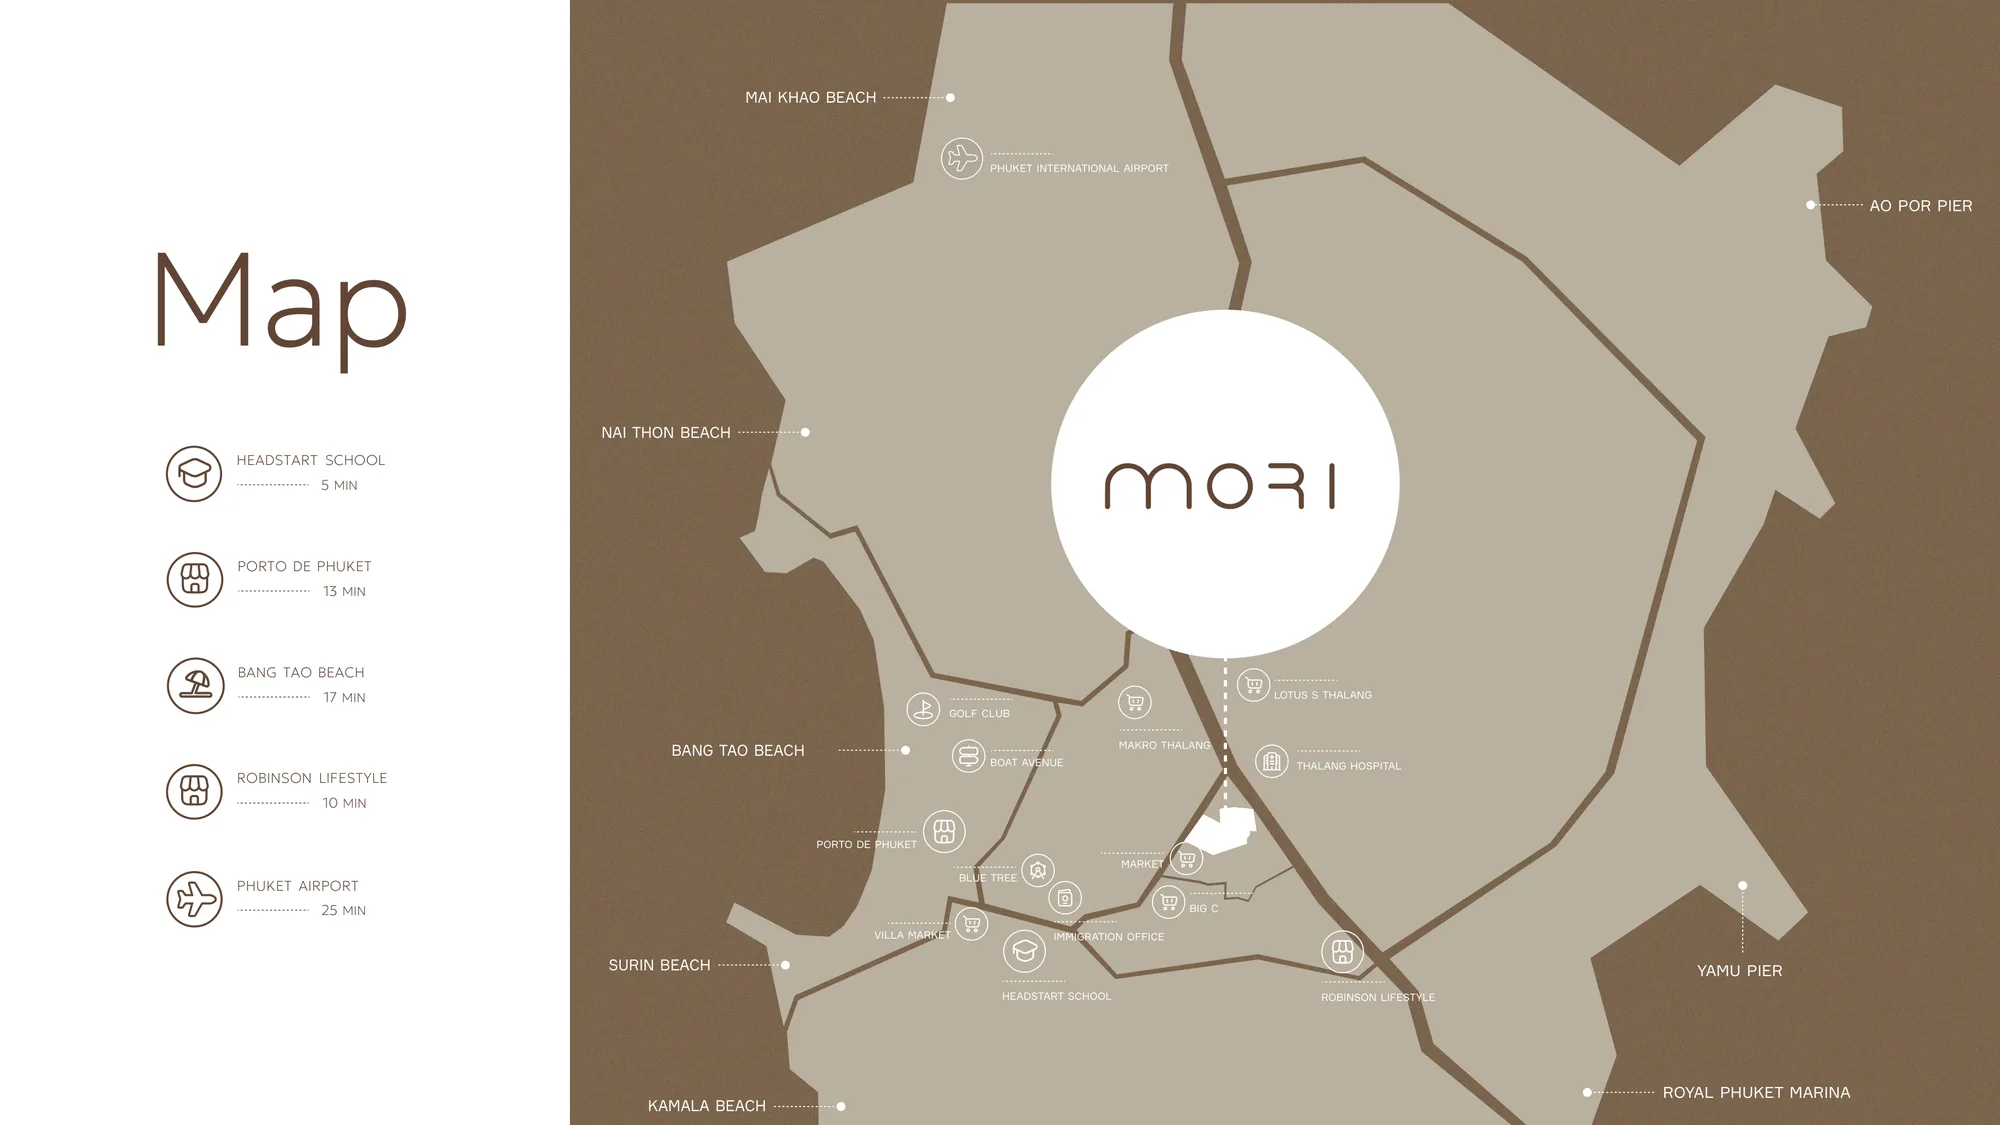 Map
HEADSTART SCHOOL
5 MIN
PORTO DE PHUKET
13 MIN
BANG TAO BEACH
17 MIN
ROBINSON LIFESTYLE
10 MIN
PHUKET AIRPORT
25 MIN
MAI KHAO BEACH
PHUKET INTERNATIONAL AIRPORT
AO POR PIER
NAI THON BEACH
MORI
LOTUS S THALANG
GOLF CLUB
MAKRO THALANG
BANG TAO BEACH
BOAT AVENUE
THALANG HOSPITAL
PORTO DE PHUKET
MARKET
BLUE TREE
BIG C
VILLA MARKET
IMMIGRATION OFFICE
SURIN BEACH
YAMU PIER
HEADSTART SCHOOL
ROBINSON LIFESTYLE
ROYAL PHUKET MARINA
KAMALA BEACH